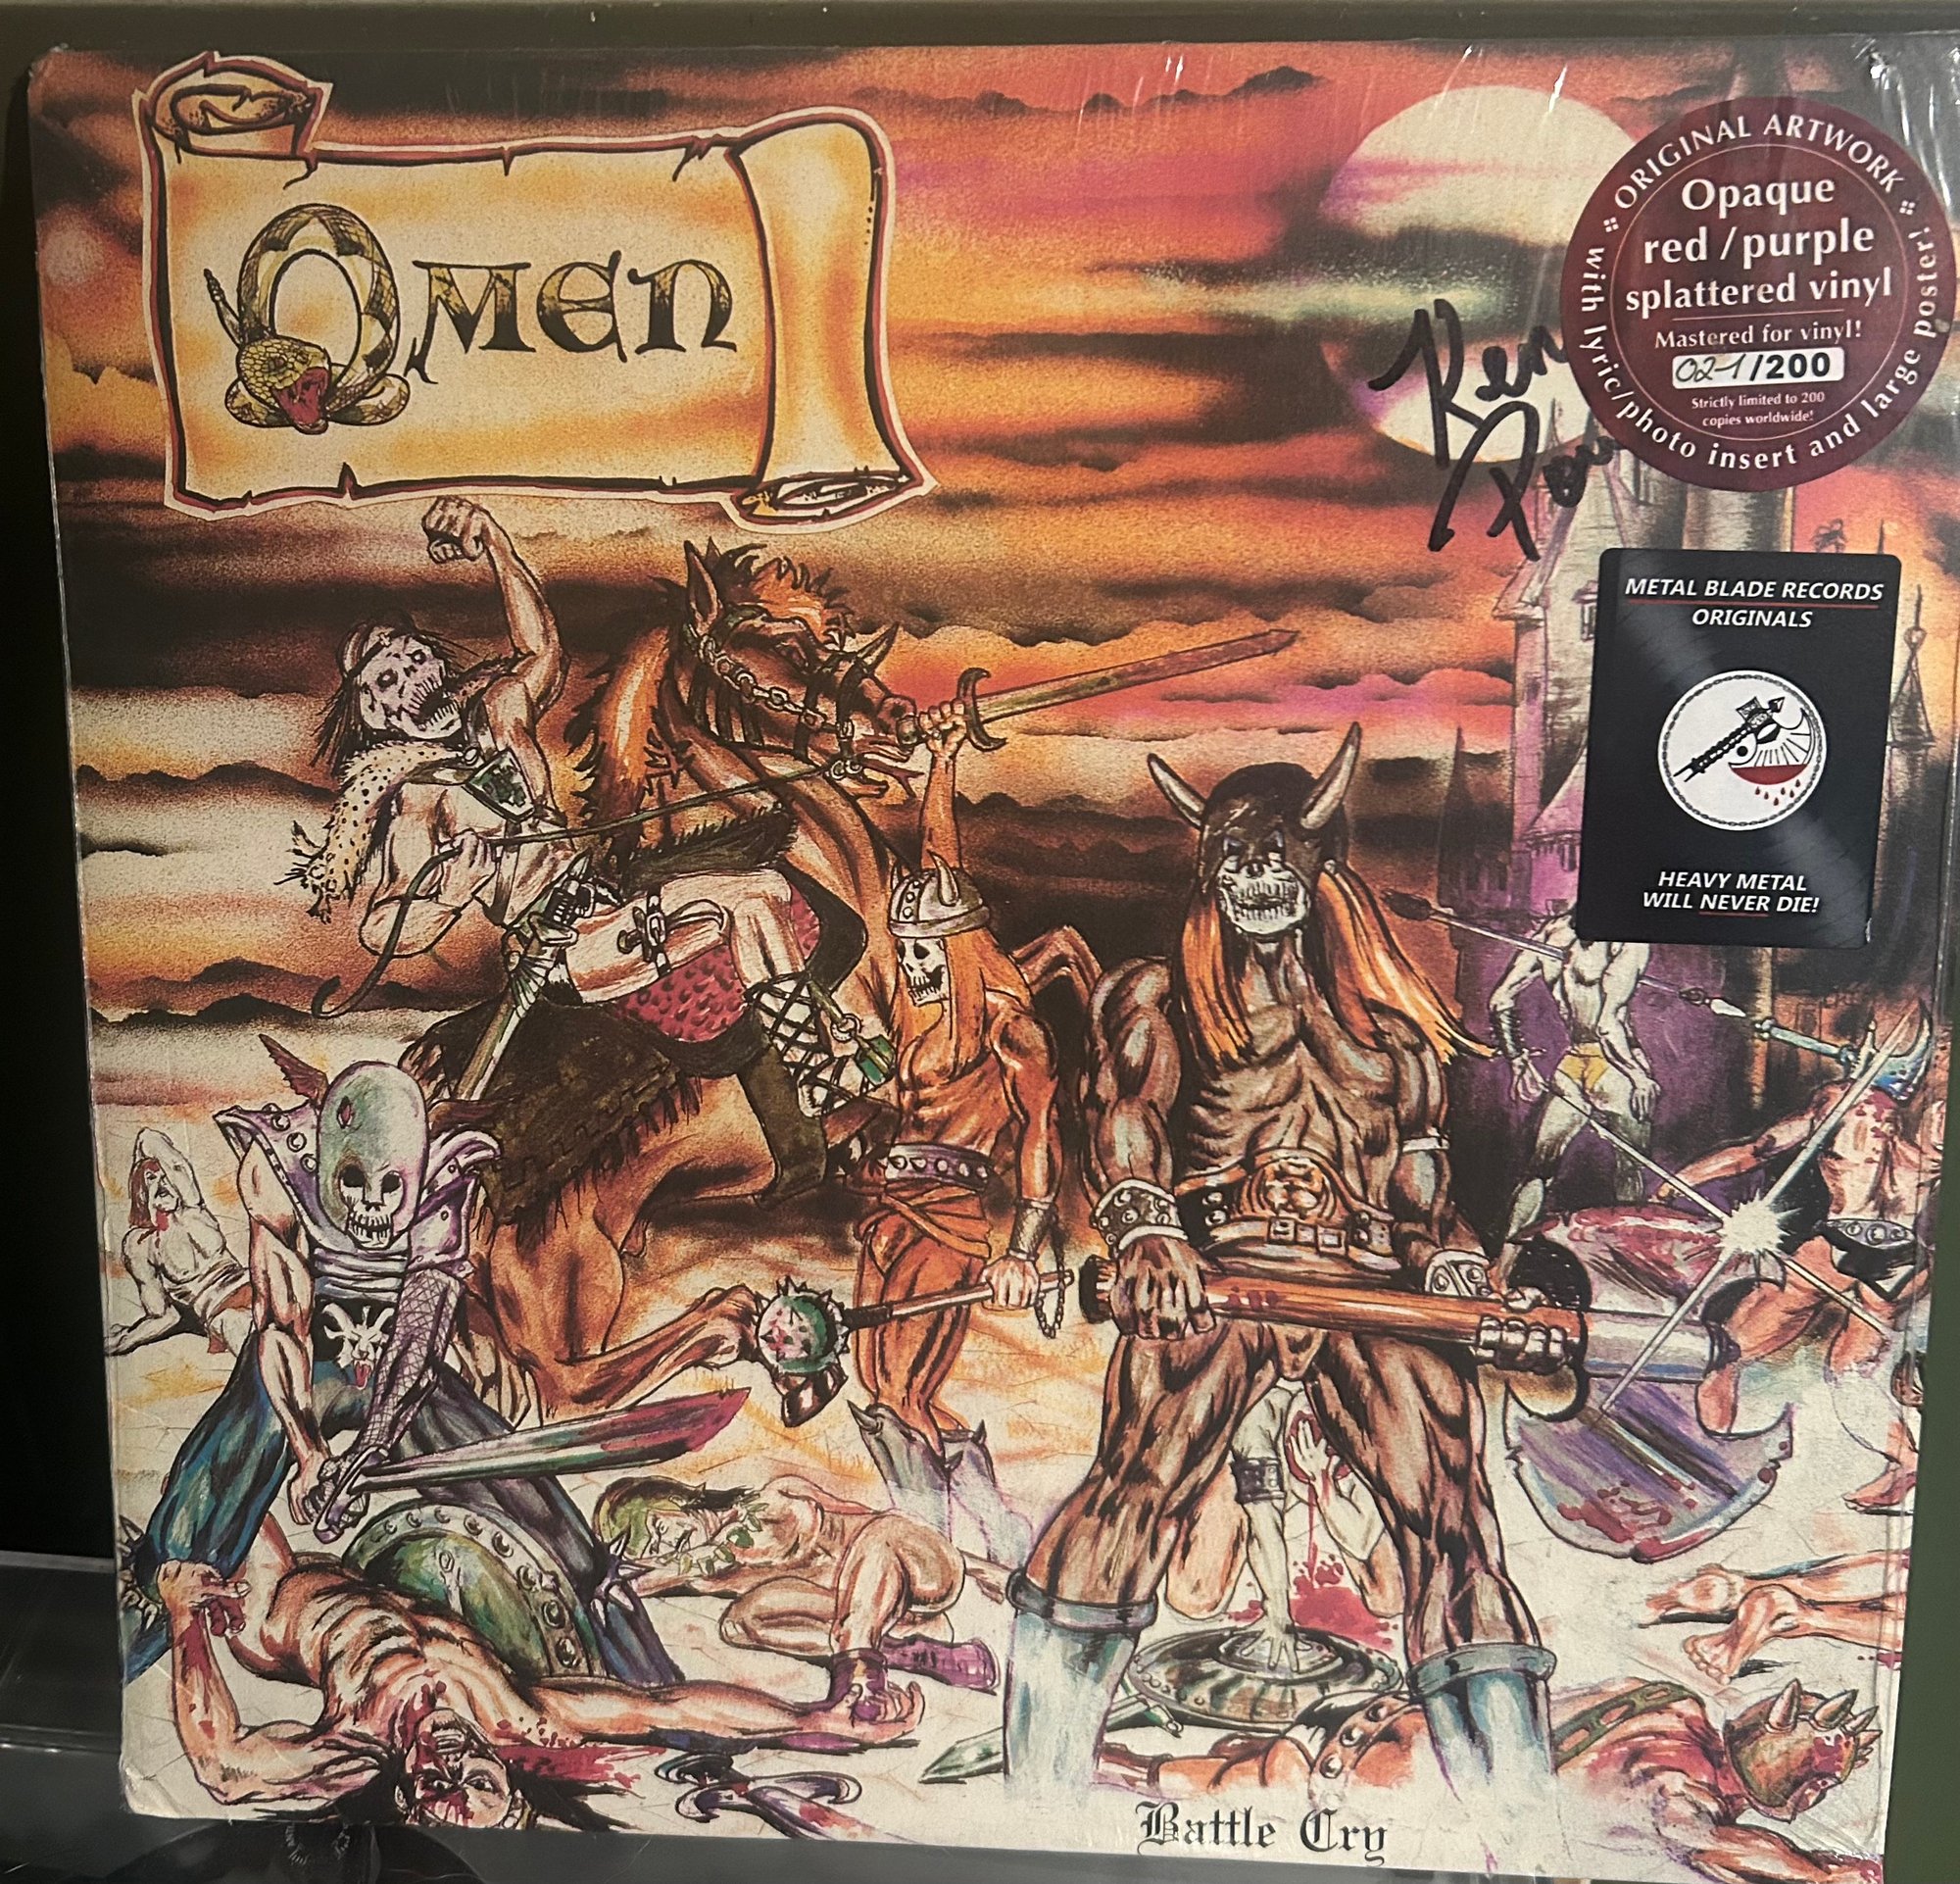 Omen
ORIGINAL ARTWORK
with lyric/photo insert and large poster!
Opaque
red / purple
splattered vinyl
Mastered for vinyl!
021/200
Strictly limited to 200
copies worldwide!
Ken
METAL BLADE RECORDS
ORIGINALS
HEAVY METAL
WILL NEVER DIE!
Battle Cry